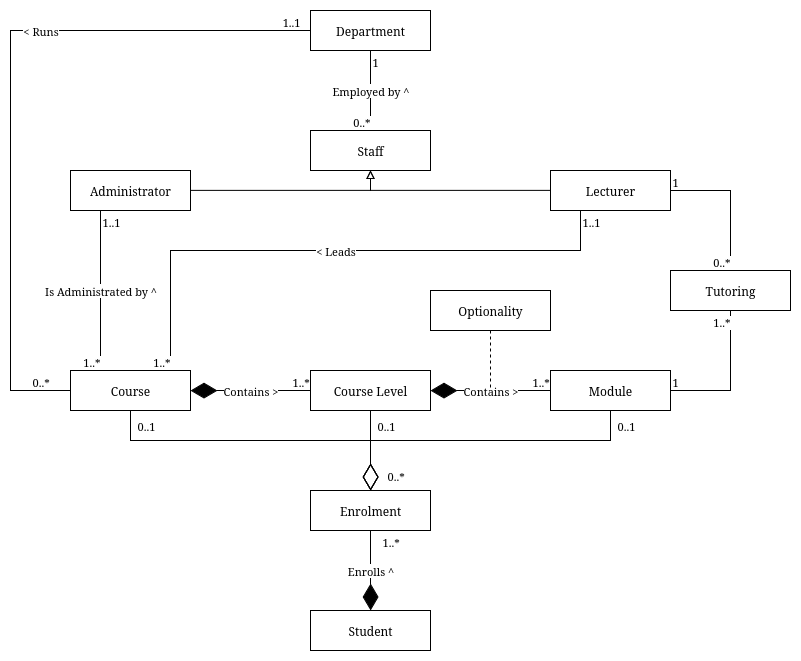 1..1
< Runs
Department
1
Employed by ^
0..*
Staff
Administrator
Lecturer
1
1..1
1..1
< Leads
0..*
Is Administrated by ^
Tutoring
Optionality
1..*
1..*
1..*
0..*
1..*
1..*
1
Course
Contains >
Course Level
Contains >
Module
0..1
0..1
0..1
0..*
Enrolment
1..*
Enrolls ^
Student